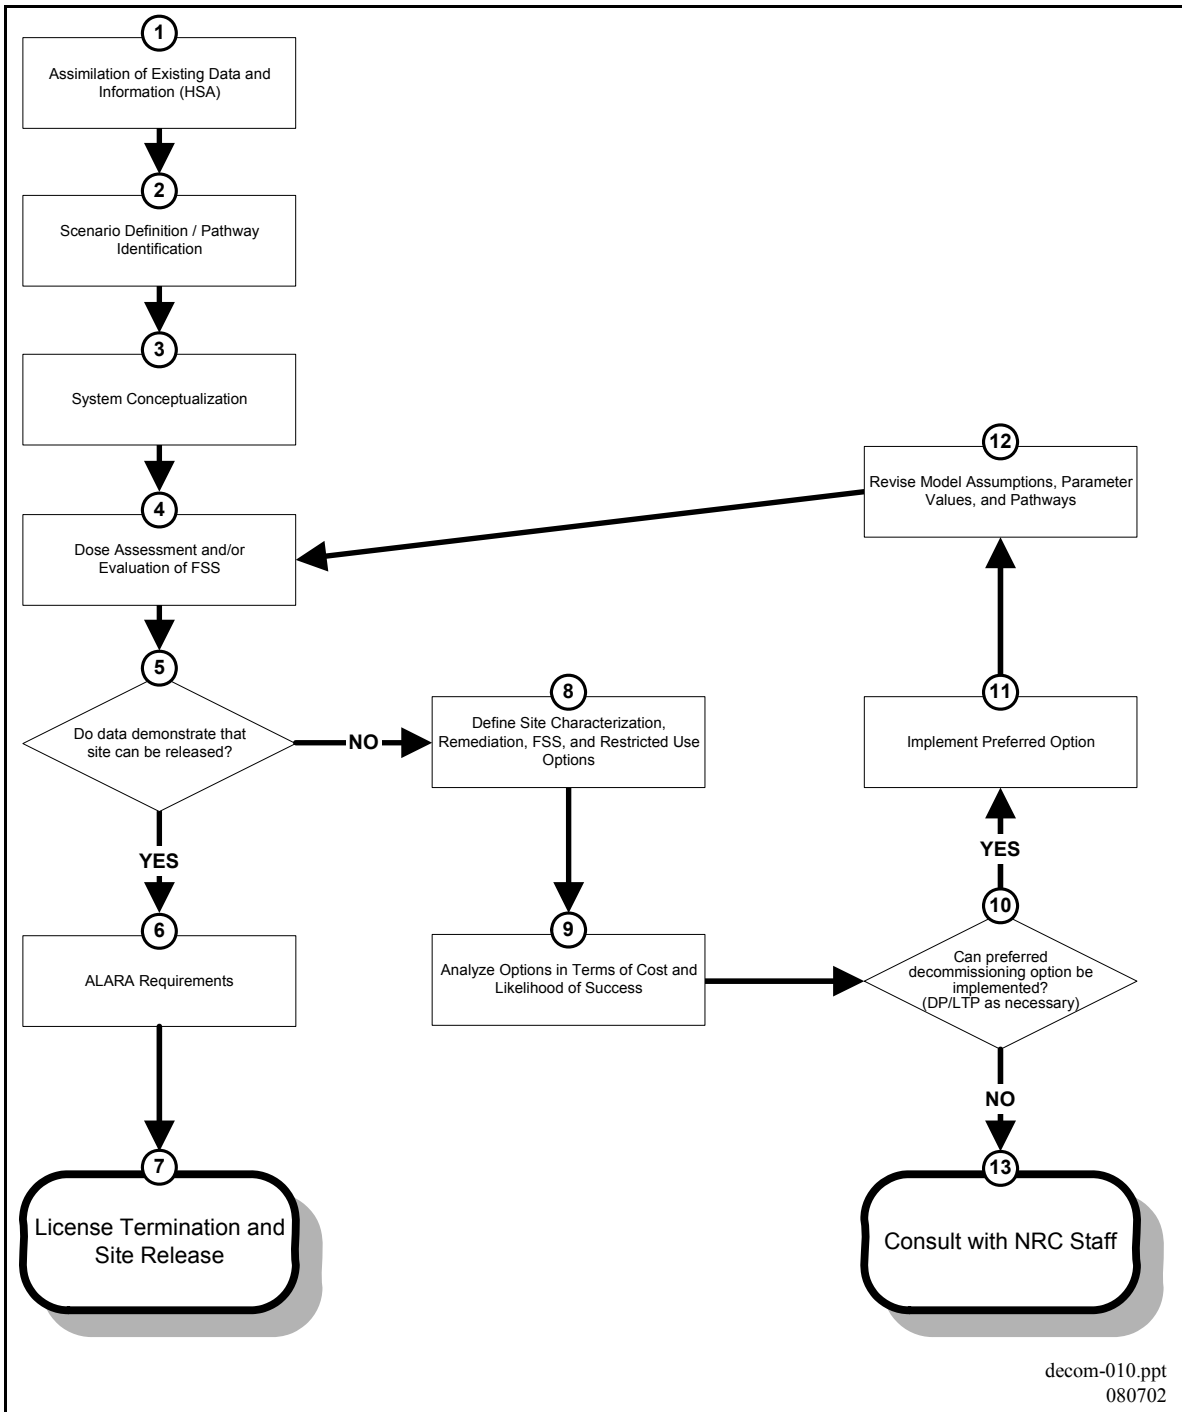 1
Assimilation of Existing Data and
Information (HSA)
2
Scenario Definition / Pathway
Identification
3
System Conceptualization
4
Dose Assessment and/or
Evaluation of FSS
5
Do data demonstrate that
site can be released?
NO
YES
6
ALARA Requirements
7
License Termination and
Site Release
8
Define Site Characterization,
Remediation, FSS, and Restricted Use
Options
9
Analyze Options in Terms of Cost and
Likelihood of Success
10
Can preferred
decommissioning option be
implemented?
(DP/LTP as necessary)
YES
NO
11
Implement Preferred Option
12
Revise Model Assumptions, Parameter
Values, and Pathways
13
Consult with NRC Staff
decom-010.ppt
080702